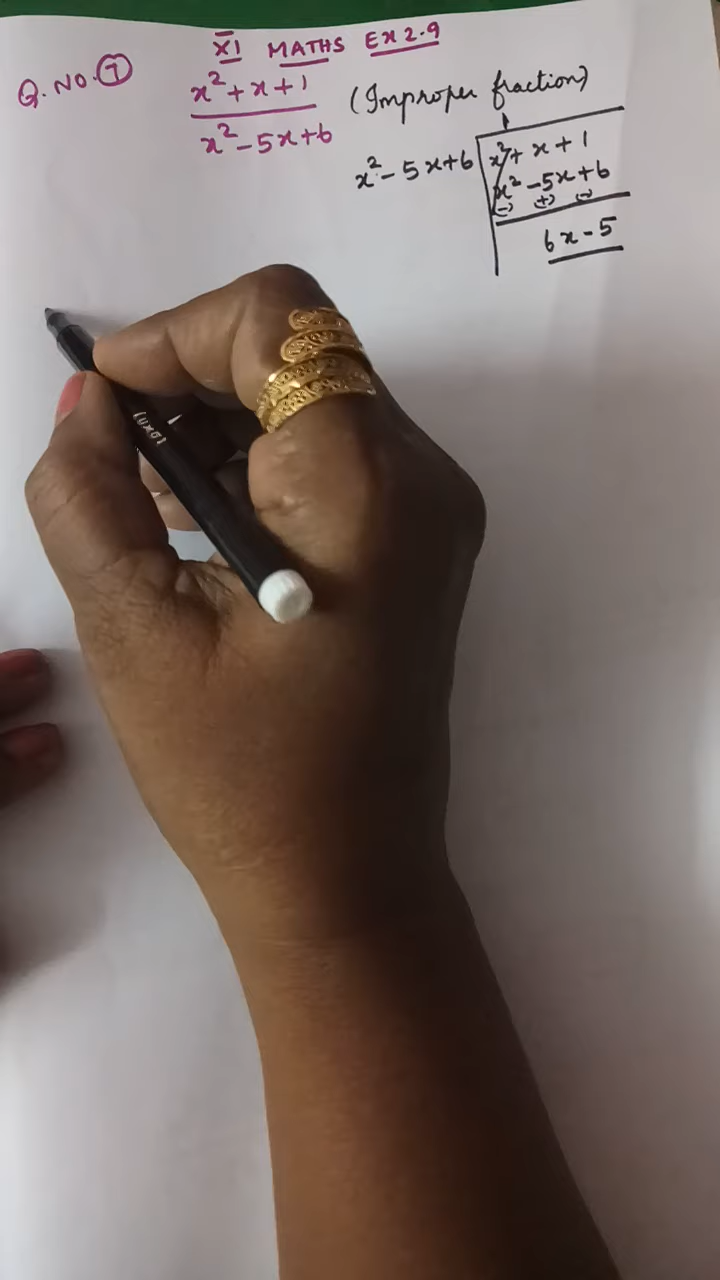 XI MATHS Ex 2.9
Q. NO. 7
x² + x + 1 / x² - 5x + 6 (Improper fraction)
1
x² - 5x + 6 | x² + x + 1
x² - 5x + 6
(-) (+) (-)
6x - 5